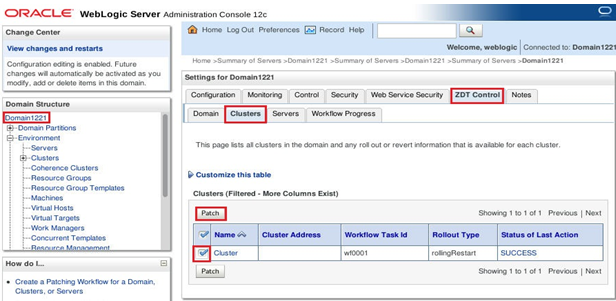 ORACLE WebLogic Server Administration Console 12c
Change Center
View changes and restarts
Configuration editing is enabled. Future
changes will automatically be activated as you
modify, add or delete items in this domain.
Domain Structure
Domain1221
Domain Partitions
Environment
Servers
Clusters
Coherence Clusters
Resource Groups
Resource Group Templates
Machines
Virtual Hosts
Virtual Targets
Work Managers
Concurrent Templates
Resource Management
How do I...
Create a Patching Workflow for a Domain,
Clusters, or Servers
Home Log Out Preferences Record Help
Welcome, weblogic Connected to: Domain1221
Home >Summary of Servers >Domain1221 >Summary of Servers >Domain1221 >Summary of Servers >Domain1221
Settings for Domain1221
Configuration Monitoring Control Security Web Service Security ZDT Control Notes
Domain Clusters Servers Workflow Progress
This page lists all clusters in the domain and any roll out or revert information that is available for each cluster.
Customize this table
Clusters (Filtered - More Columns Exist)
Patch Showing 1 to 1 of 1 Previous | Next
Name Cluster Address Workflow Task Id Rollout Type Status of Last Action
Cluster wf0001 rollingRestart SUCCESS
Patch Showing 1 to 1 of 1 Previous | Next